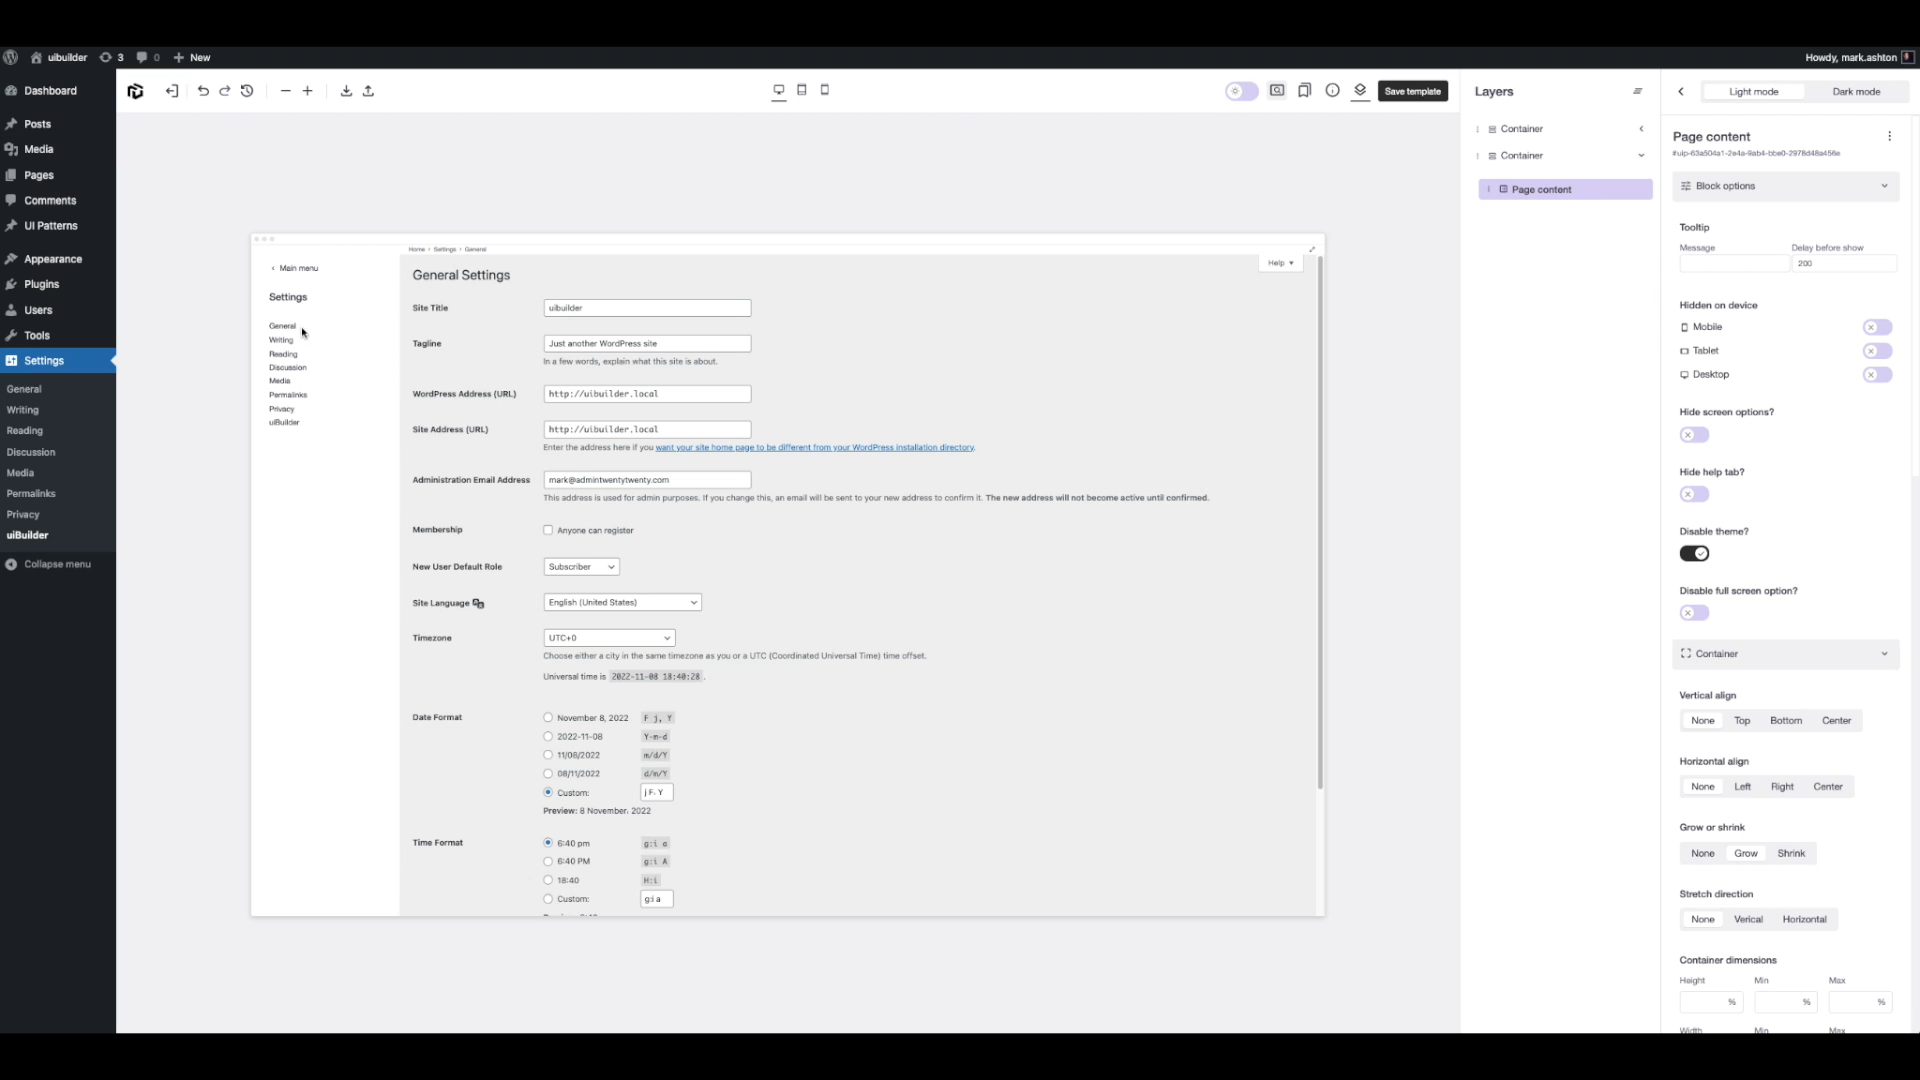 uibuilder
3
0
New
Howdy, mark.ashton
Dashboard
Posts
Media
Pages
Comments
UI Patterns
Appearance
Plugins
Users
Tools
Settings
General
Writing
Reading
Discussion
Media
Permalinks
Privacy
uiBuilder
Collapse menu
Save template
Home
Settings
General
Main menu
Settings
General
Writing
Reading
Discussion
Media
Permalinks
Privacy
uiBuilder
Help
General Settings
Site Title
uibuilder
Tagline
Just another WordPress site
In a few words, explain what this site is about.
WordPress Address (URL)
http://uibuilder.local
Site Address (URL)
http://uibuilder.local
Enter the address here if you want your site home page to be different from your WordPress installation directory.
Administration Email Address
mark@admintwentytwenty.com
This address is used for admin purposes. If you change this, an email will be sent to your new address to confirm it. The new address will not become active until confirmed.
Membership
Anyone can register
New User Default Role
Subscriber
Site Language
English (United States)
Timezone
UTC+0
Choose either a city in the same timezone as you or a UTC (Coordinated Universal Time) time offset.
Universal time is 2022-11-08 18:40:28 .
Date Format
November 8, 2022 F j, Y
2022-11-08 Y-m-d
11/08/2022 m/d/Y
08/11/2022 d/m/Y
Custom: j F, Y
Preview: 8 November, 2022
Time Format
6:40 pm g:i a
6:40 PM g:i A
18:40 H:i
Custom: g:i a
Layers
Container
Container
Page content
Light mode
Dark mode
Page content
#uip-63a504a1-2e4a-9ab4-bbe0-2978d48a456e
Block options
Tooltip
Message
Delay before show
200
Hidden on device
Mobile
Tablet
Desktop
Hide screen options?
Hide help tab?
Disable theme?
Disable full screen option?
Container
Vertical align
None Top Bottom Center
Horizontal align
None Left Right Center
Grow or shrink
None Grow Shrink
Stretch direction
None Verical Horizontal
Container dimensions
Height Min Max
% % %
Width Min Max